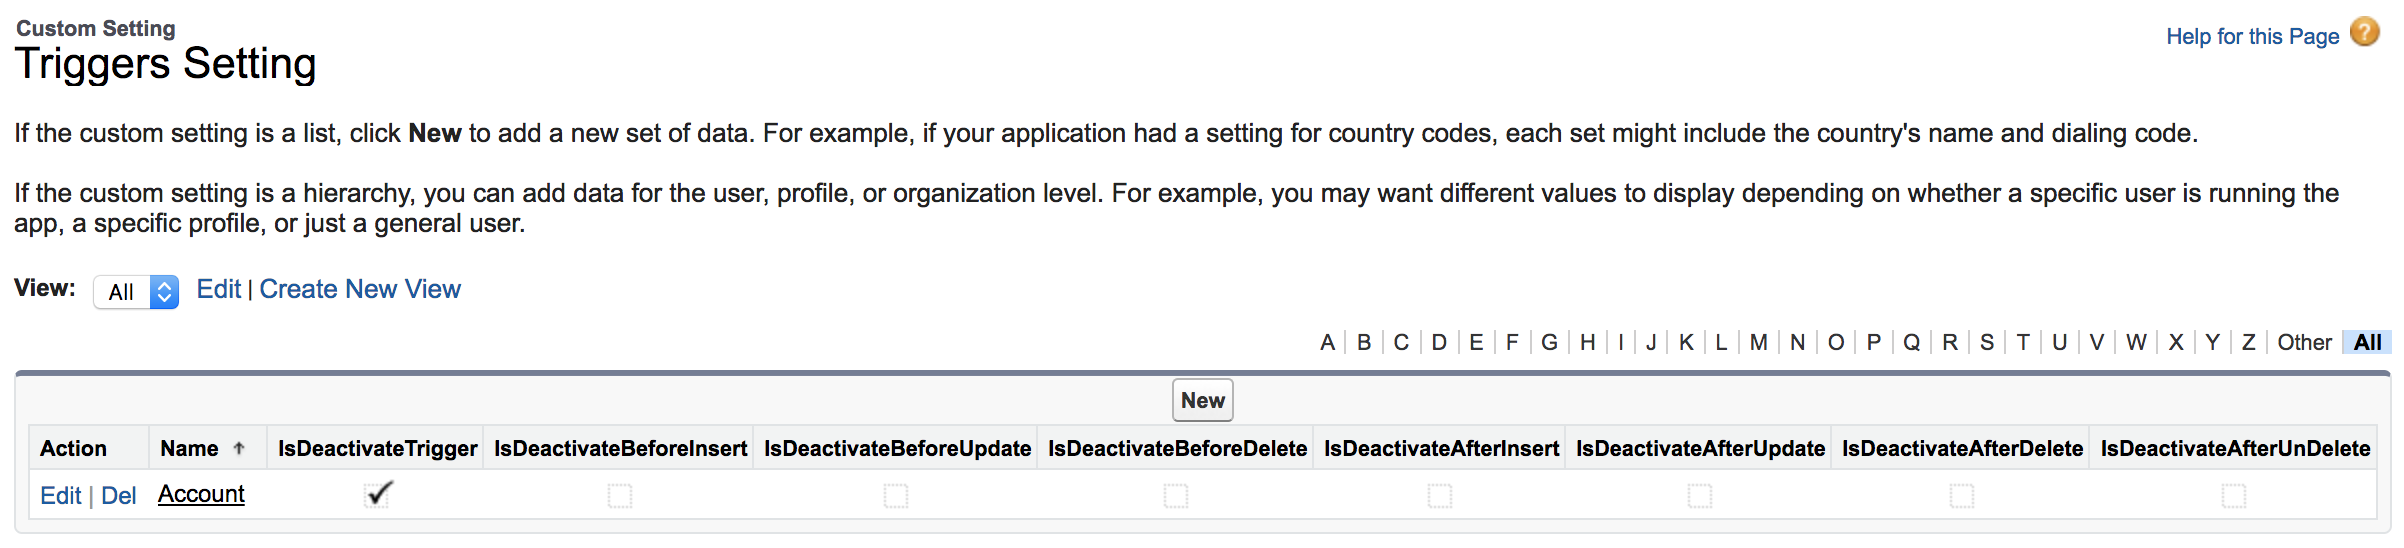 Custom Setting
Triggers Setting
Help for this Page ?
If the custom setting is a list, click New to add a new set of data. For example, if your application had a setting for country codes, each set might include the country's name and dialing code.
If the custom setting is a hierarchy, you can add data for the user, profile, or organization level. For example, you may want different values to display depending on whether a specific user is running the
app, a specific profile, or just a general user.
View: All Edit | Create New View
A | B | C | D | E | F | G | H | I | J | K | L | M | N | O | P | Q | R | S | T | U | V | W | X | Y | Z | Other | All
New
Action Name ↑ IsDeactivateTrigger IsDeactivateBeforeInsert IsDeactivateBeforeUpdate IsDeactivateBeforeDelete IsDeactivateAfterInsert IsDeactivateAfterUpdate IsDeactivateAfterDelete IsDeactivateAfterUnDelete
Edit | Del Account